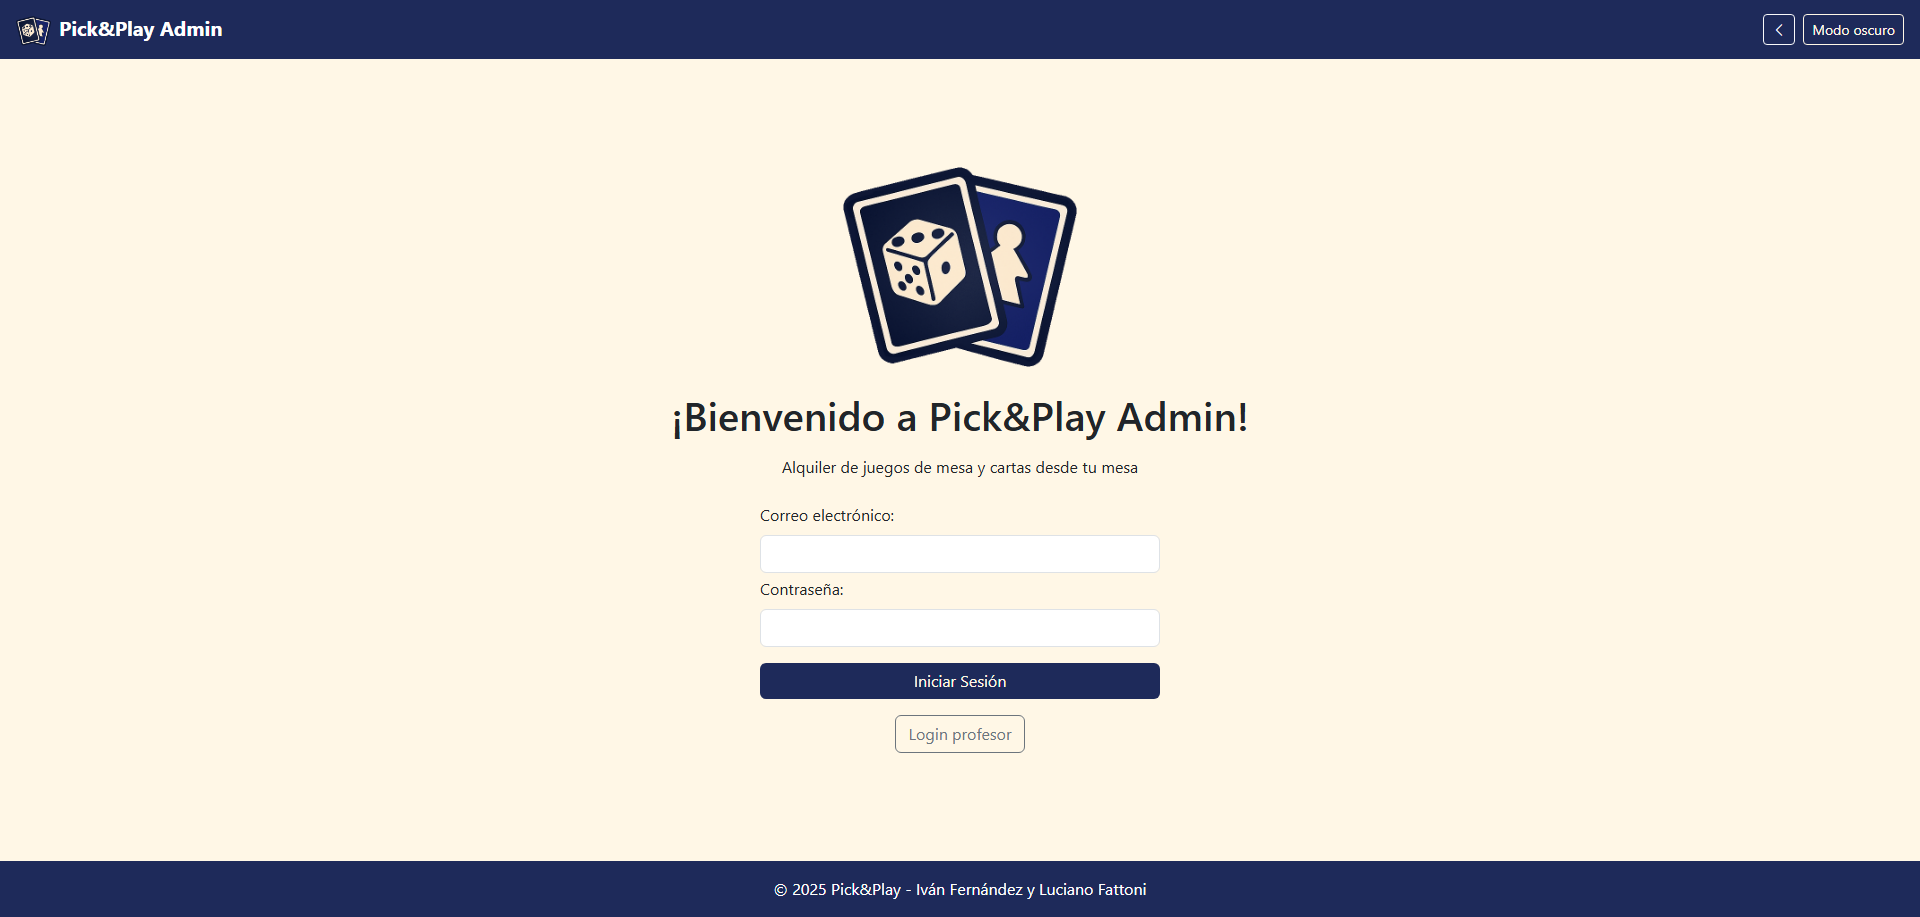 Pick&Play Admin
Modo oscuro
¡Bienvenido a Pick&Play Admin!
Alquiler de juegos de mesa y cartas desde tu mesa
Correo electrónico:
Contraseña:
Iniciar Sesión
Login profesor
© 2025 Pick&Play - Iván Fernández y Luciano Fattoni